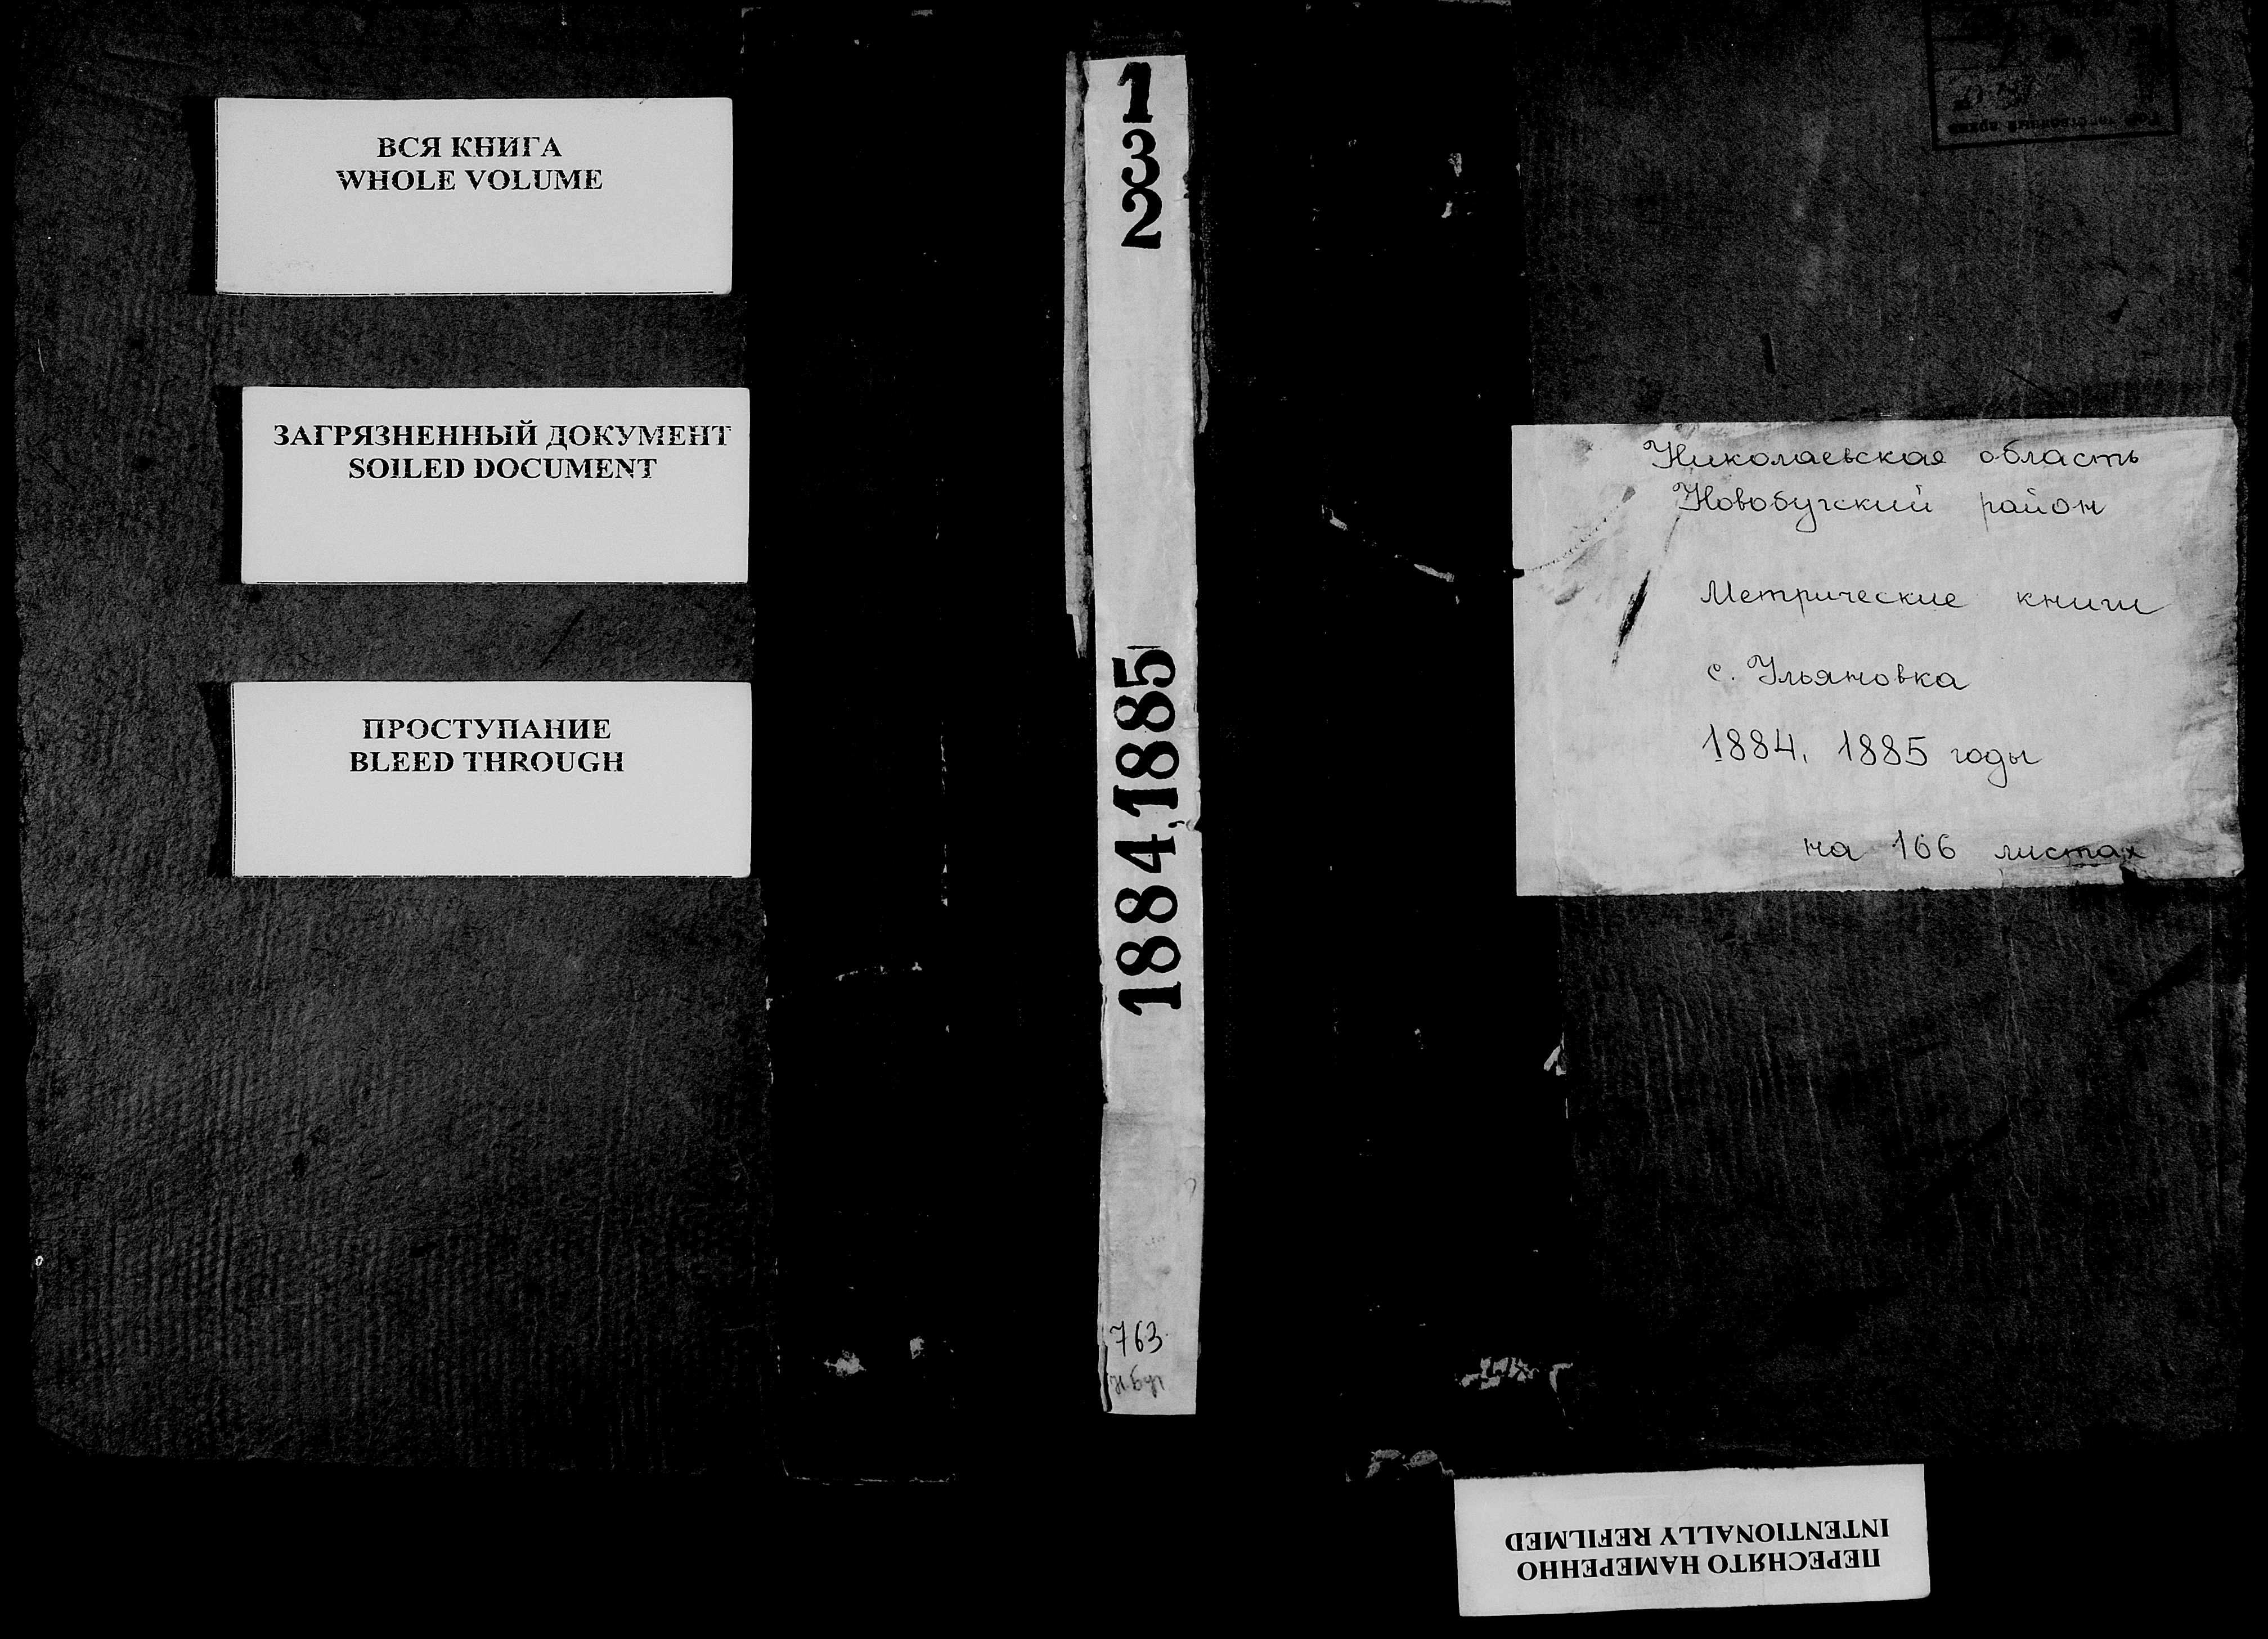 ВСЯ КНИГА
WHOLE VOLUME
ЗАГРЯЗНЕННЫЙ ДОКУМЕНТ
SOILED DOCUMENT
ПРОСТУПАНИЕ
BLEED THROUGH
132
1884, 1885
763
Н. Буг
Николаевская область
Новобугский район
Метрические книги
с. Ульяновка
1884, 1885 годы
на 166 листах
ПЕРЕСНЯТО НАМЕРЕННО
INTENTIONALLY REFILMED